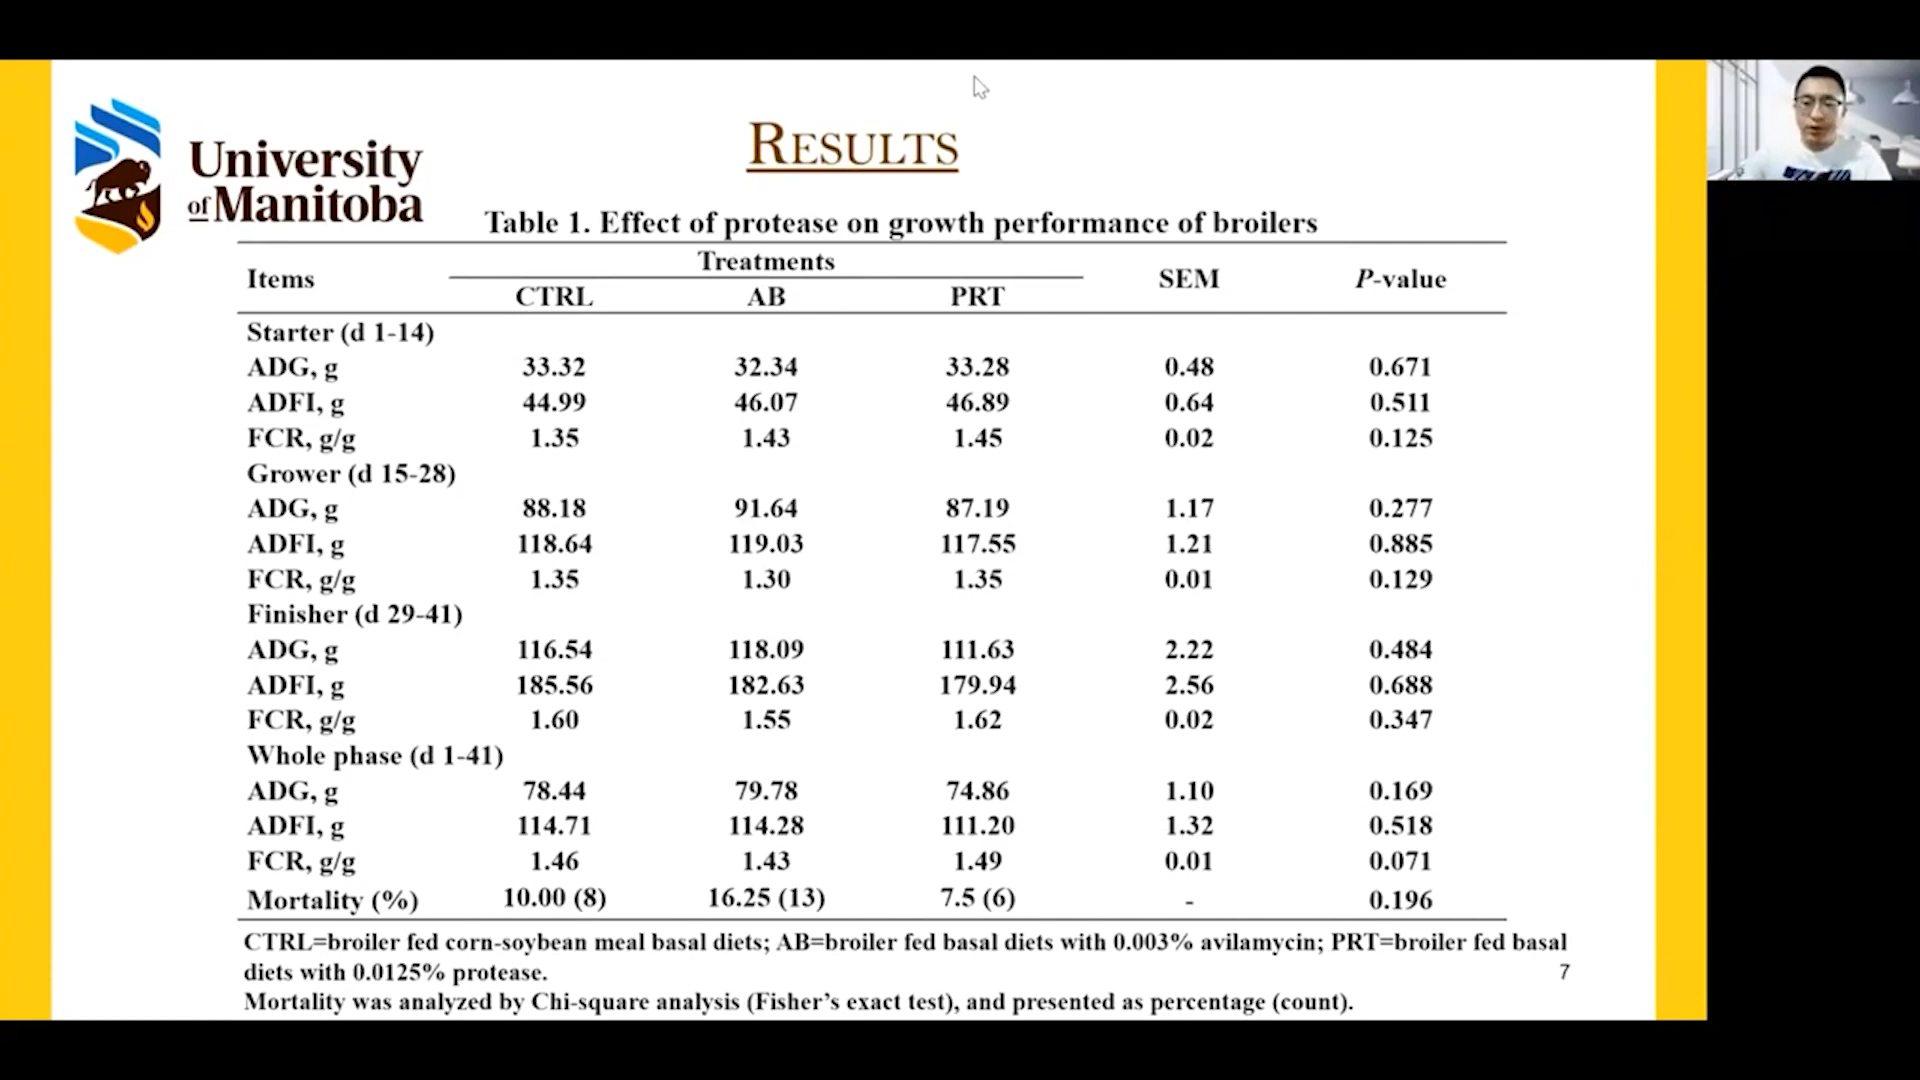 University
of Manitoba
RESULTS
Table 1. Effect of protease on growth performance of broilers
Items Treatments SEM P-value
CTRL AB PRT
Starter (d 1-14)
ADG, g 33.32 32.34 33.28 0.48 0.671
ADFI, g 44.99 46.07 46.89 0.64 0.511
FCR, g/g 1.35 1.43 1.45 0.02 0.125
Grower (d 15-28)
ADG, g 88.18 91.64 87.19 1.17 0.277
ADFI, g 118.64 119.03 117.55 1.21 0.885
FCR, g/g 1.35 1.30 1.35 0.01 0.129
Finisher (d 29-41)
ADG, g 116.54 118.09 111.63 2.22 0.484
ADFI, g 185.56 182.63 179.94 2.56 0.688
FCR, g/g 1.60 1.55 1.62 0.02 0.347
Whole phase (d 1-41)
ADG, g 78.44 79.78 74.86 1.10 0.169
ADFI, g 114.71 114.28 111.20 1.32 0.518
FCR, g/g 1.46 1.43 1.49 0.01 0.071
Mortality (%) 10.00 (8) 16.25 (13) 7.5 (6) - 0.196
CTRL=broiler fed corn-soybean meal basal diets; AB=broiler fed basal diets with 0.003% avilamycin; PRT=broiler fed basal
diets with 0.0125% protease.
7
Mortality was analyzed by Chi-square analysis (Fisher’s exact test), and presented as percentage (count).